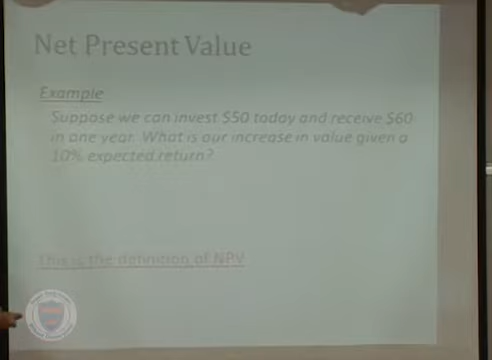 Net Present Value
Example
Suppose we can invest $50 today and receive $60
in one year. What is our increase in value given a
10% expected return?
This is the definition of NPV